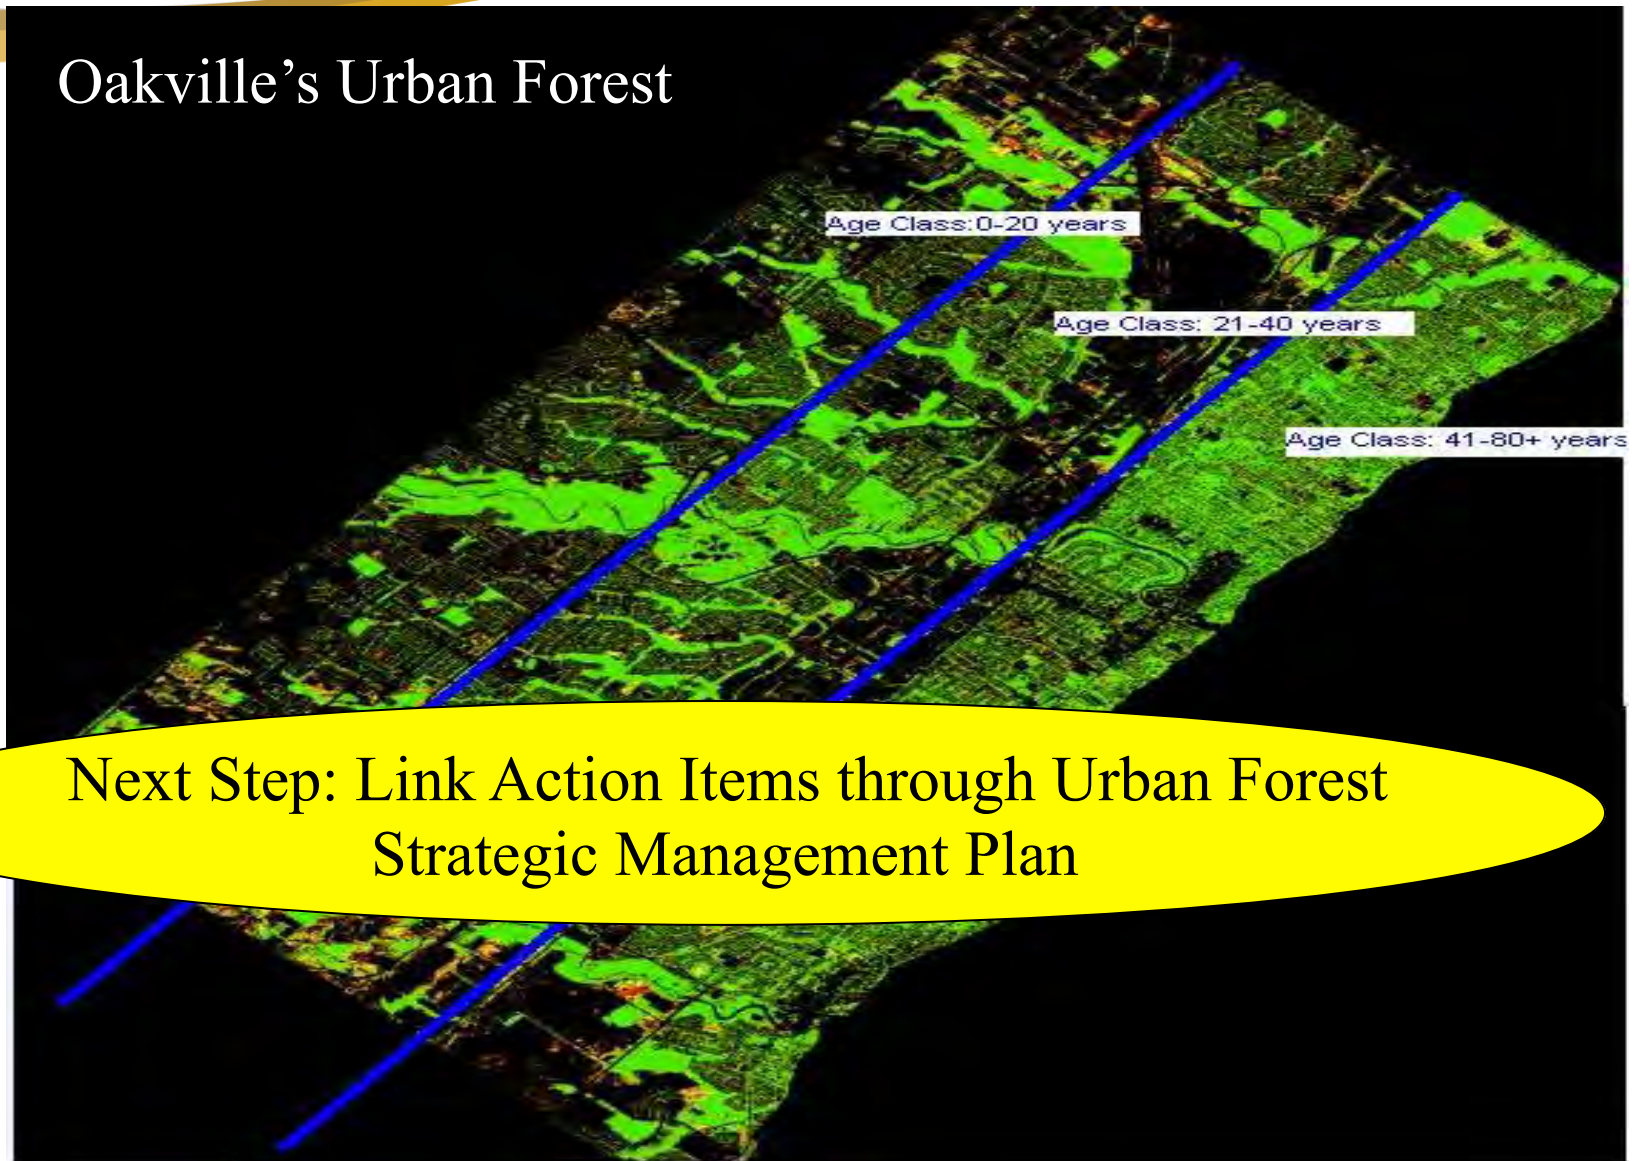 Oakville’s Urban Forest
Age Class:0-20 years
Age Class: 21-40 years
Age Class: 41-80+ years
Next Step: Link Action Items through Urban Forest
Strategic Management Plan